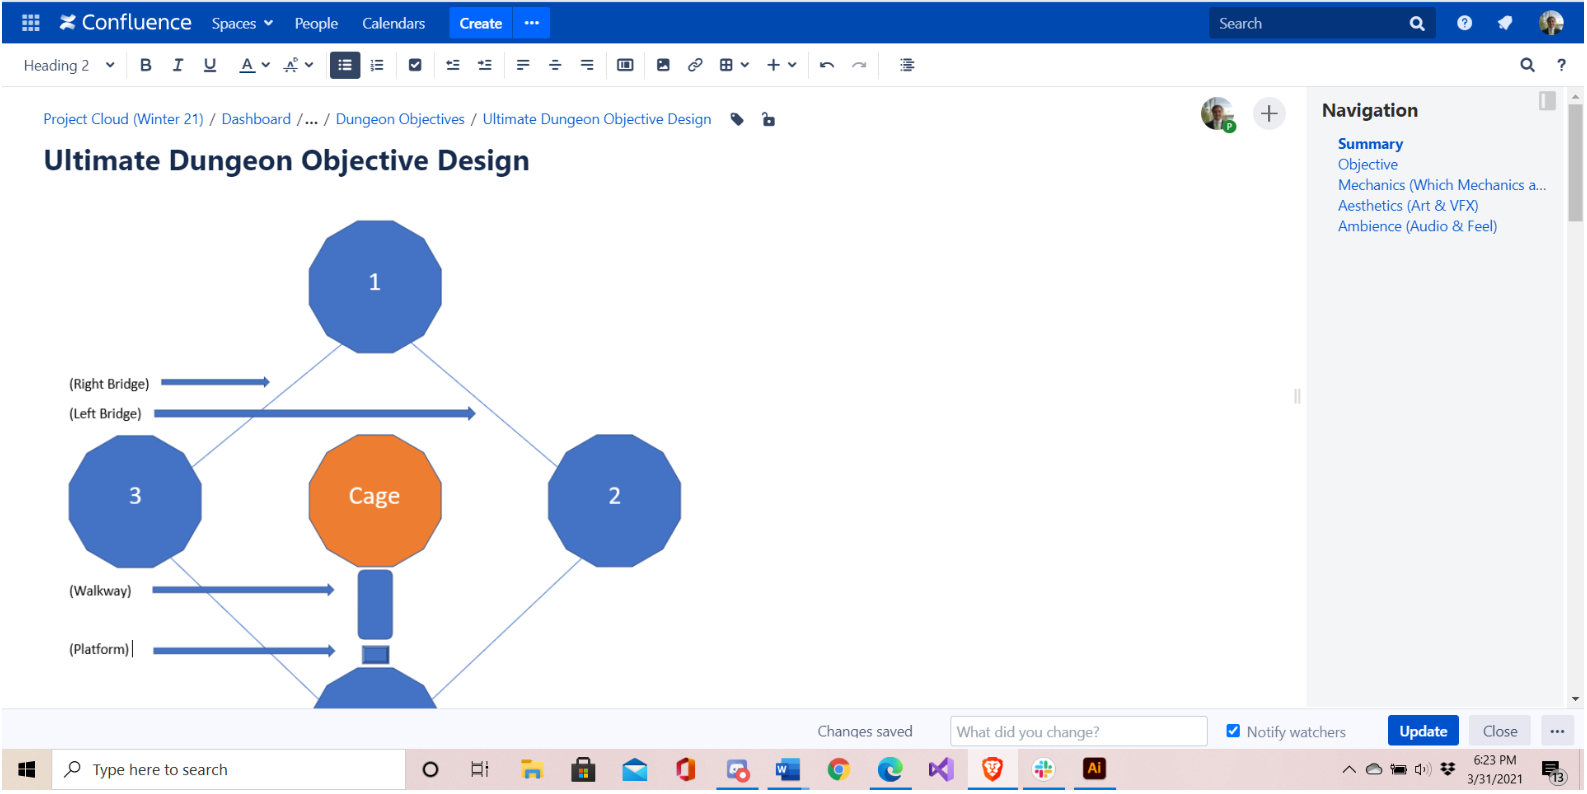 Confluence Spaces People Calendars Create ••• Search
Heading 2 B I U A
Project Cloud (Winter 21) / Dashboard /... / Dungeon Objectives / Ultimate Dungeon Objective Design
P
Ultimate Dungeon Objective Design
1
(Right Bridge)
(Left Bridge)
3
Cage
2
(Walkway)
(Platform)
Navigation
Summary
Objective
Mechanics (Which Mechanics a...
Aesthetics (Art & VFX)
Ambience (Audio & Feel)
Changes saved What did you change? Notify watchers Update Close •••
Type here to search
W
Ai
6:23 PM
3/31/2021
13